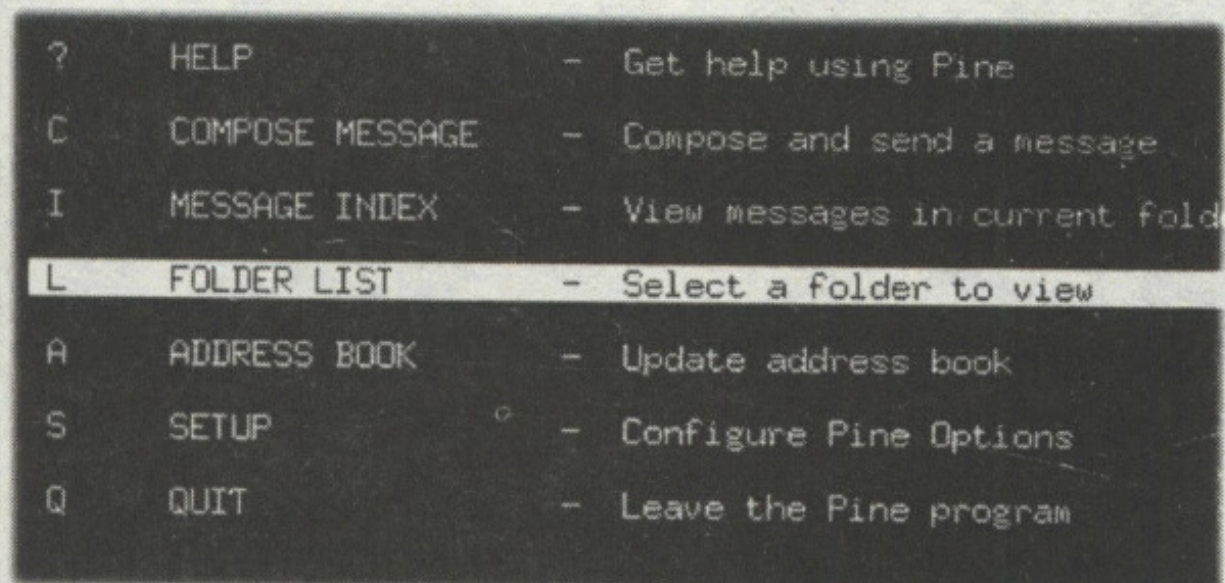 ? HELP - Get help using Pine
C COMPOSE MESSAGE - Compose and send a message
I MESSAGE INDEX - View messages in current fold
L FOLDER LIST - Select a folder to view
A ADDRESS BOOK - Update address book
S SETUP - Configure Pine Options
Q QUIT - Leave the Pine program